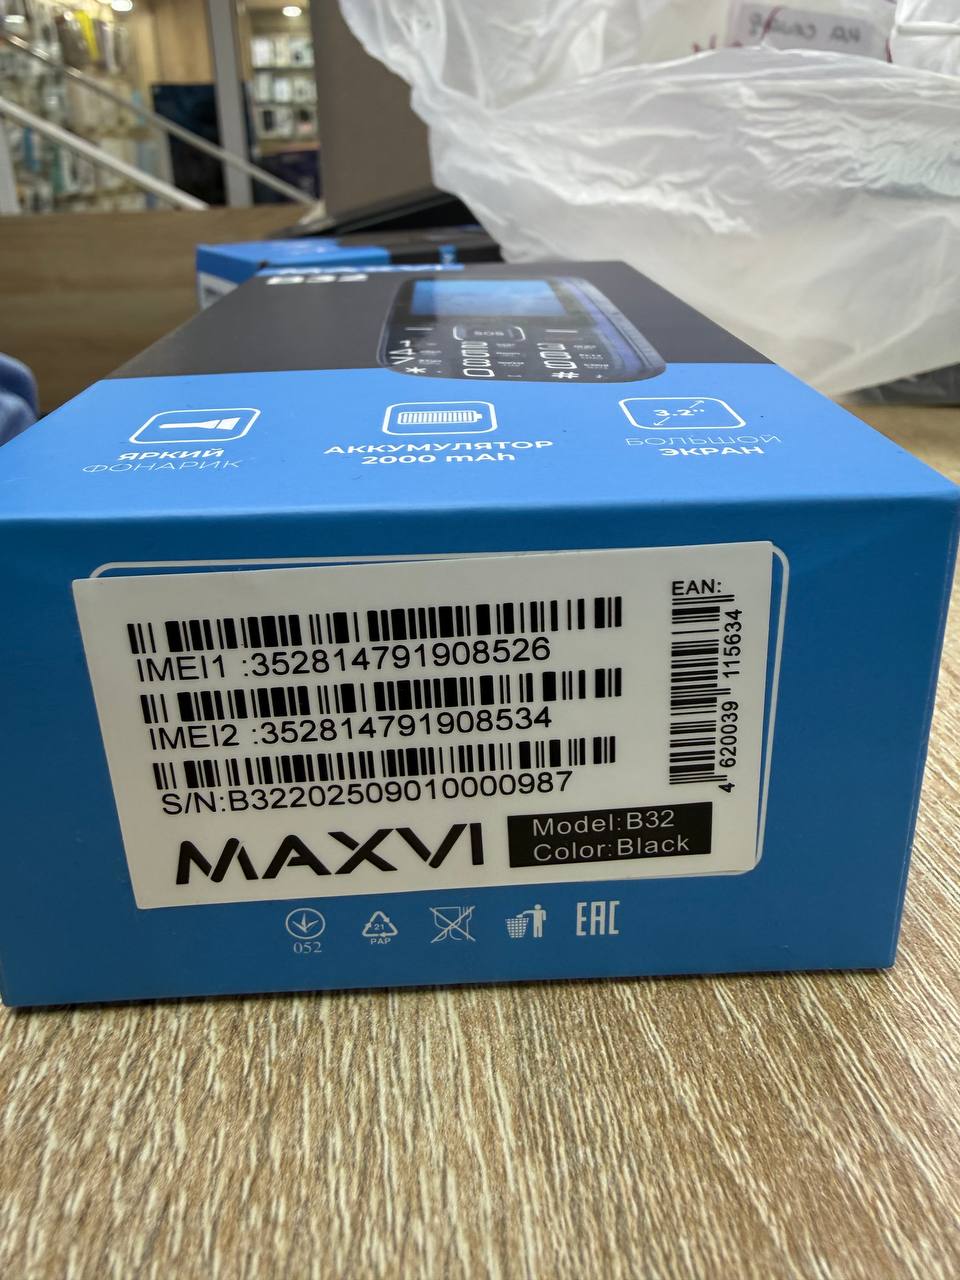 MAXVI
B32
SOS
ЯРКИЙ
ФОНАРИК
АККУМУЛЯТОР
2000 mAh
3.2"
БОЛЬШОЙ
ЭКРАН
IMEI1 :352814791908526
IMEI2 :352814791908534
S/N:B32202509010000987
EAN:
4 620039 115634
MAXVI
Model:B32
Color:Black
052
21
PAP
EAC